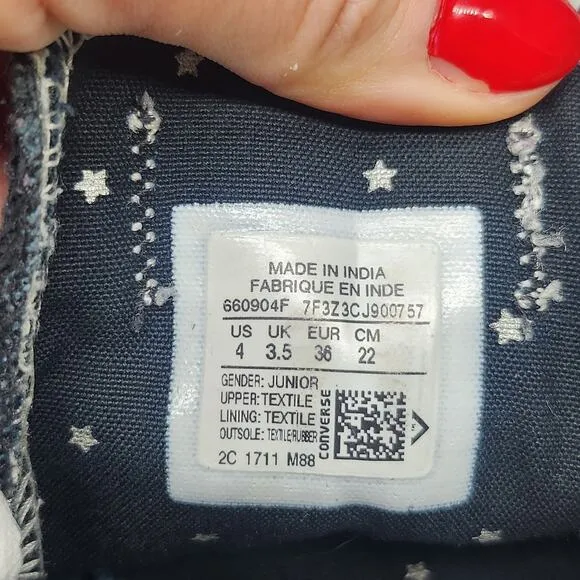 MADE IN INDIA
FABRIQUE EN INDE
660904F 7F3Z3CJ900757
US UK EUR CM
4 3.5 36 22
GENDER: JUNIOR
UPPER: TEXTILE
LINING: TEXTILE
OUTSOLE: TEXTILE/RUBBER
CONVERSE
2C 1711 M88